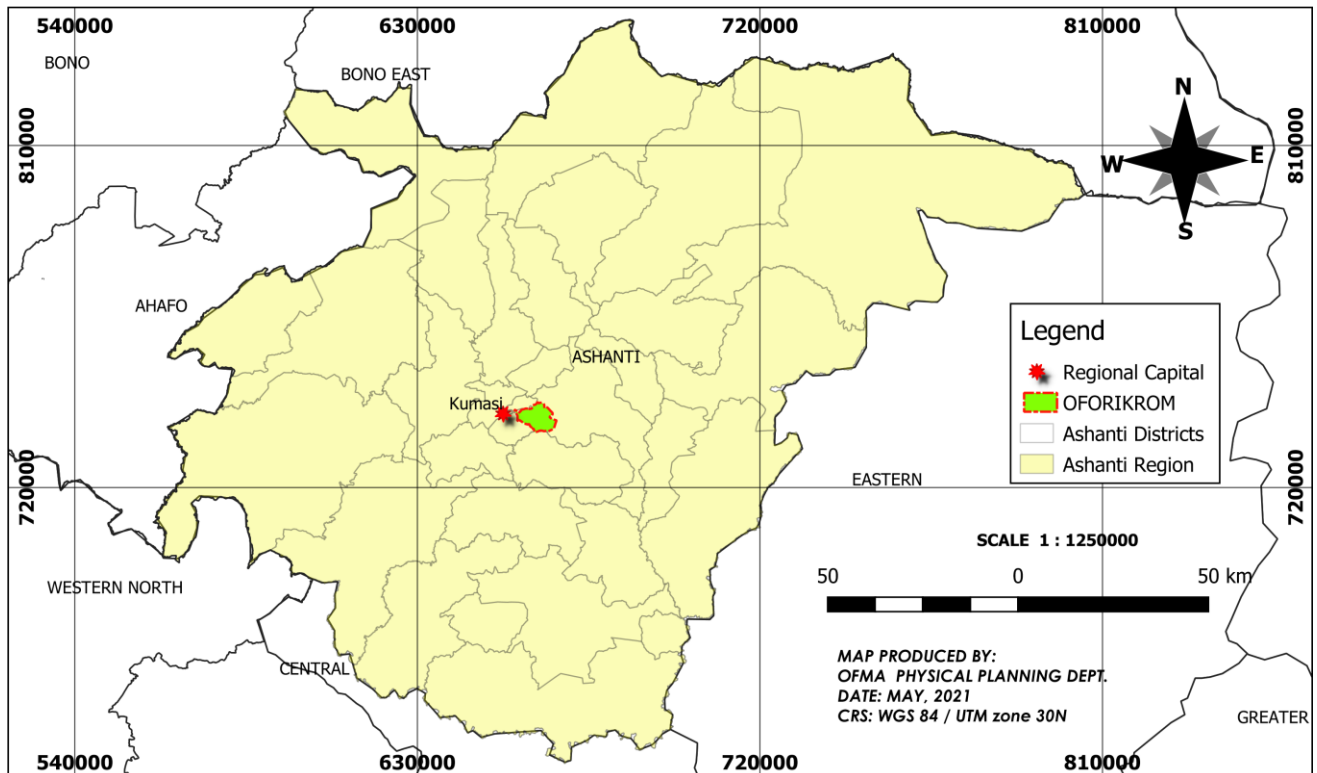 540000
630000
720000
810000
BONO
BONO EAST
N
810000
W
E
810000
S
AHAFO
Legend
ASHANTI
Regional Capital
Kumasi
OFORIKROM
Ashanti Districts
Ashanti Region
720000
EASTERN
720000
SCALE 1 : 1250000
WESTERN NORTH
50
0
50 km
CENTRAL
MAP PRODUCED BY:
OFMA PHYSICAL PLANNING DEPT.
DATE: MAY, 2021
CRS: WGS 84 / UTM zone 30N
GREATER
540000
630000
720000
810000